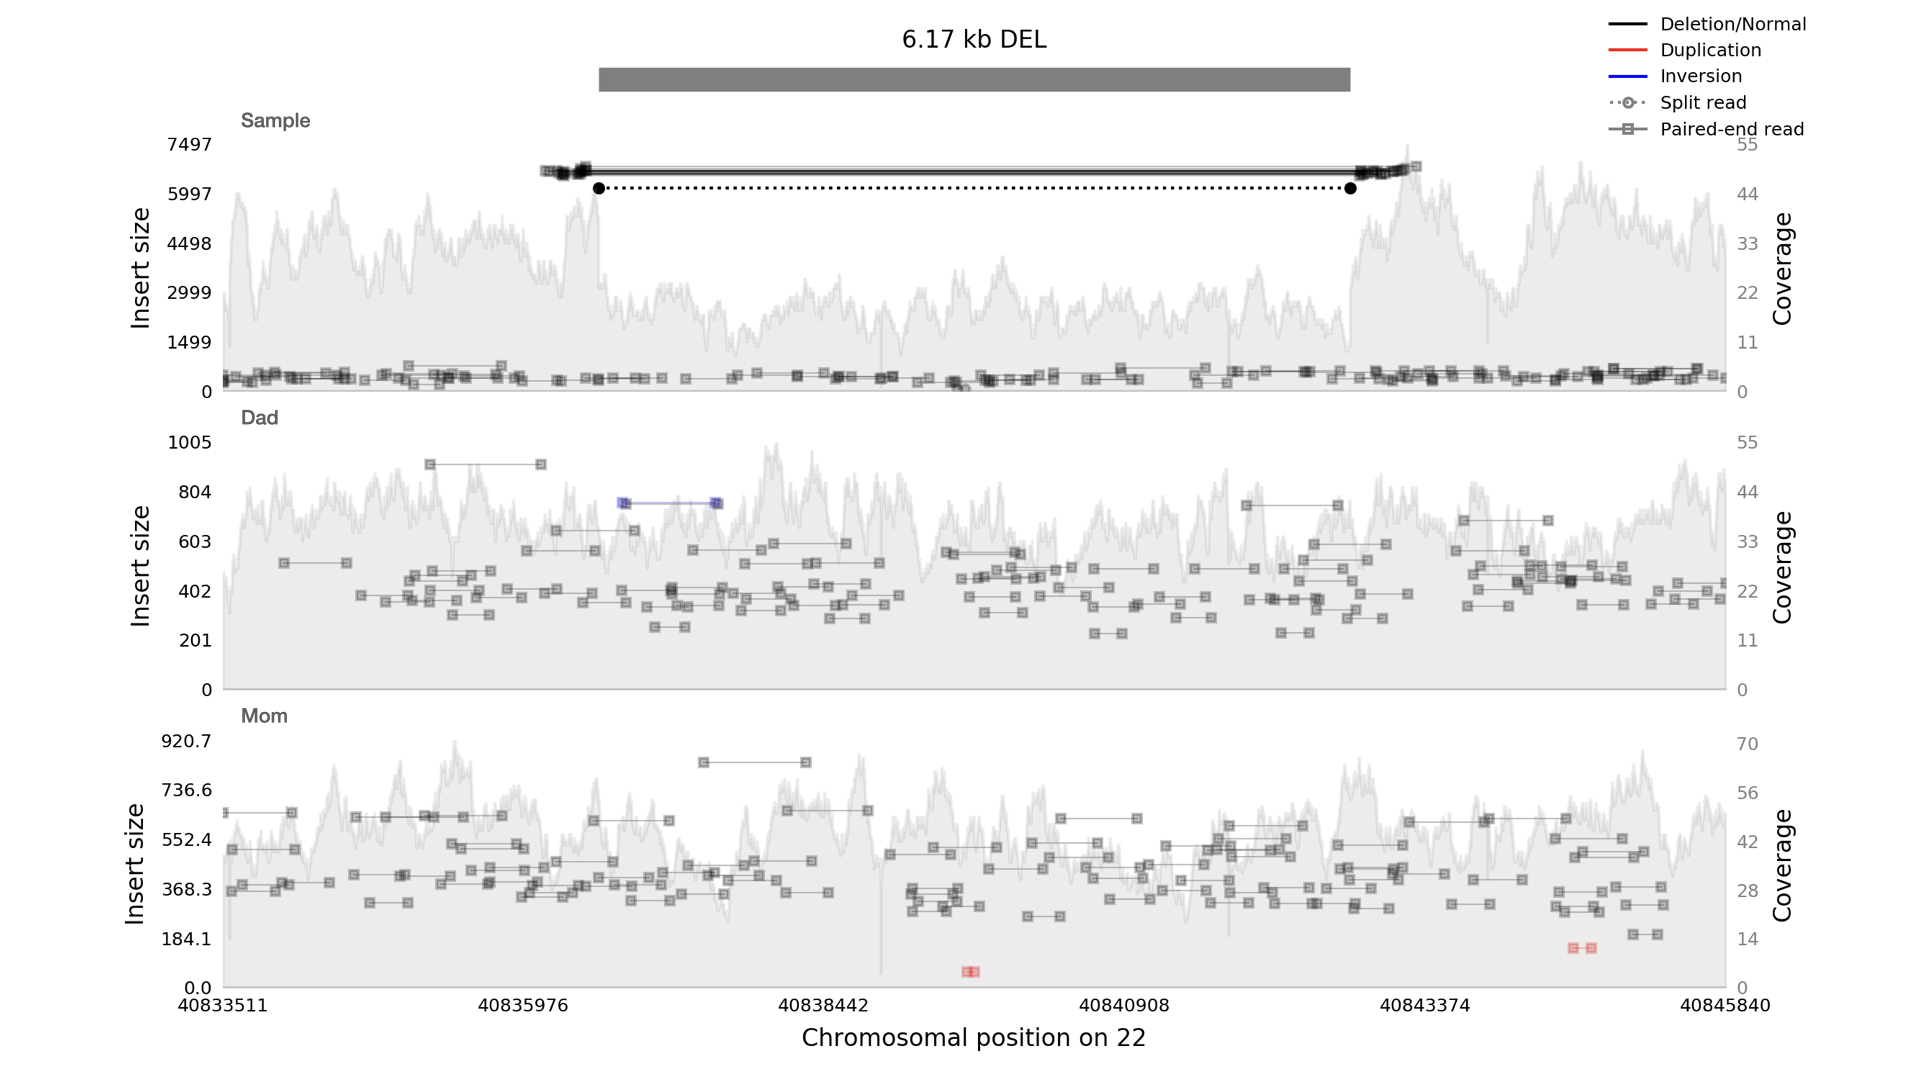 6.17 kb DEL
Deletion/Normal
Duplication
Inversion
Split read
Paired-end read
Sample
7497
5997
4498
2999
1499
0
Insert size
55
44
33
22
11
0
Coverage
Dad
1005
804
603
402
201
0
Insert size
55
44
33
22
11
0
Coverage
Mom
920.7
736.6
552.4
368.3
184.1
0.0
Insert size
70
56
42
28
14
0
Coverage
40833511 40835976 40838442 40840908 40843374 40845840
Chromosomal position on 22